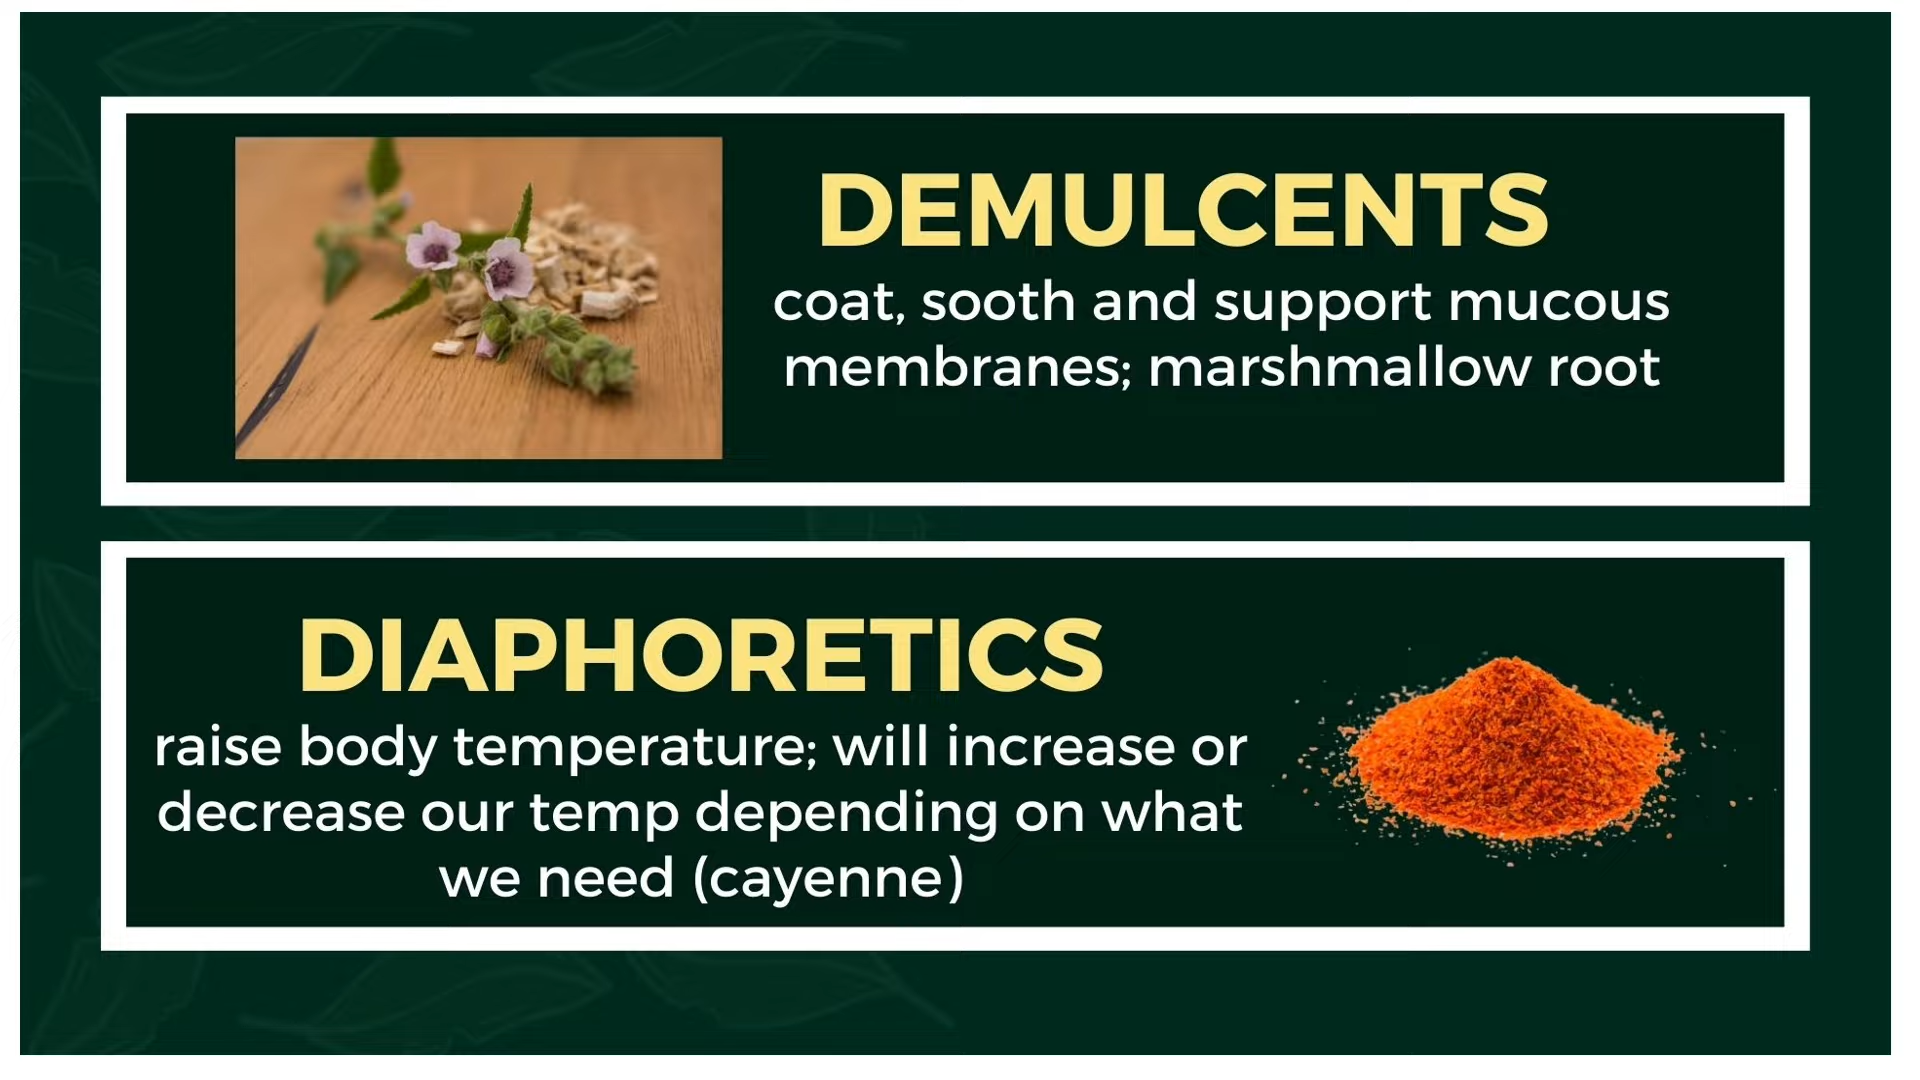 DEMULCENTS
coat, sooth and support mucous
membranes; marshmallow root
DIAPHORETICS
raise body temperature; will increase or
decrease our temp depending on what
we need (cayenne)